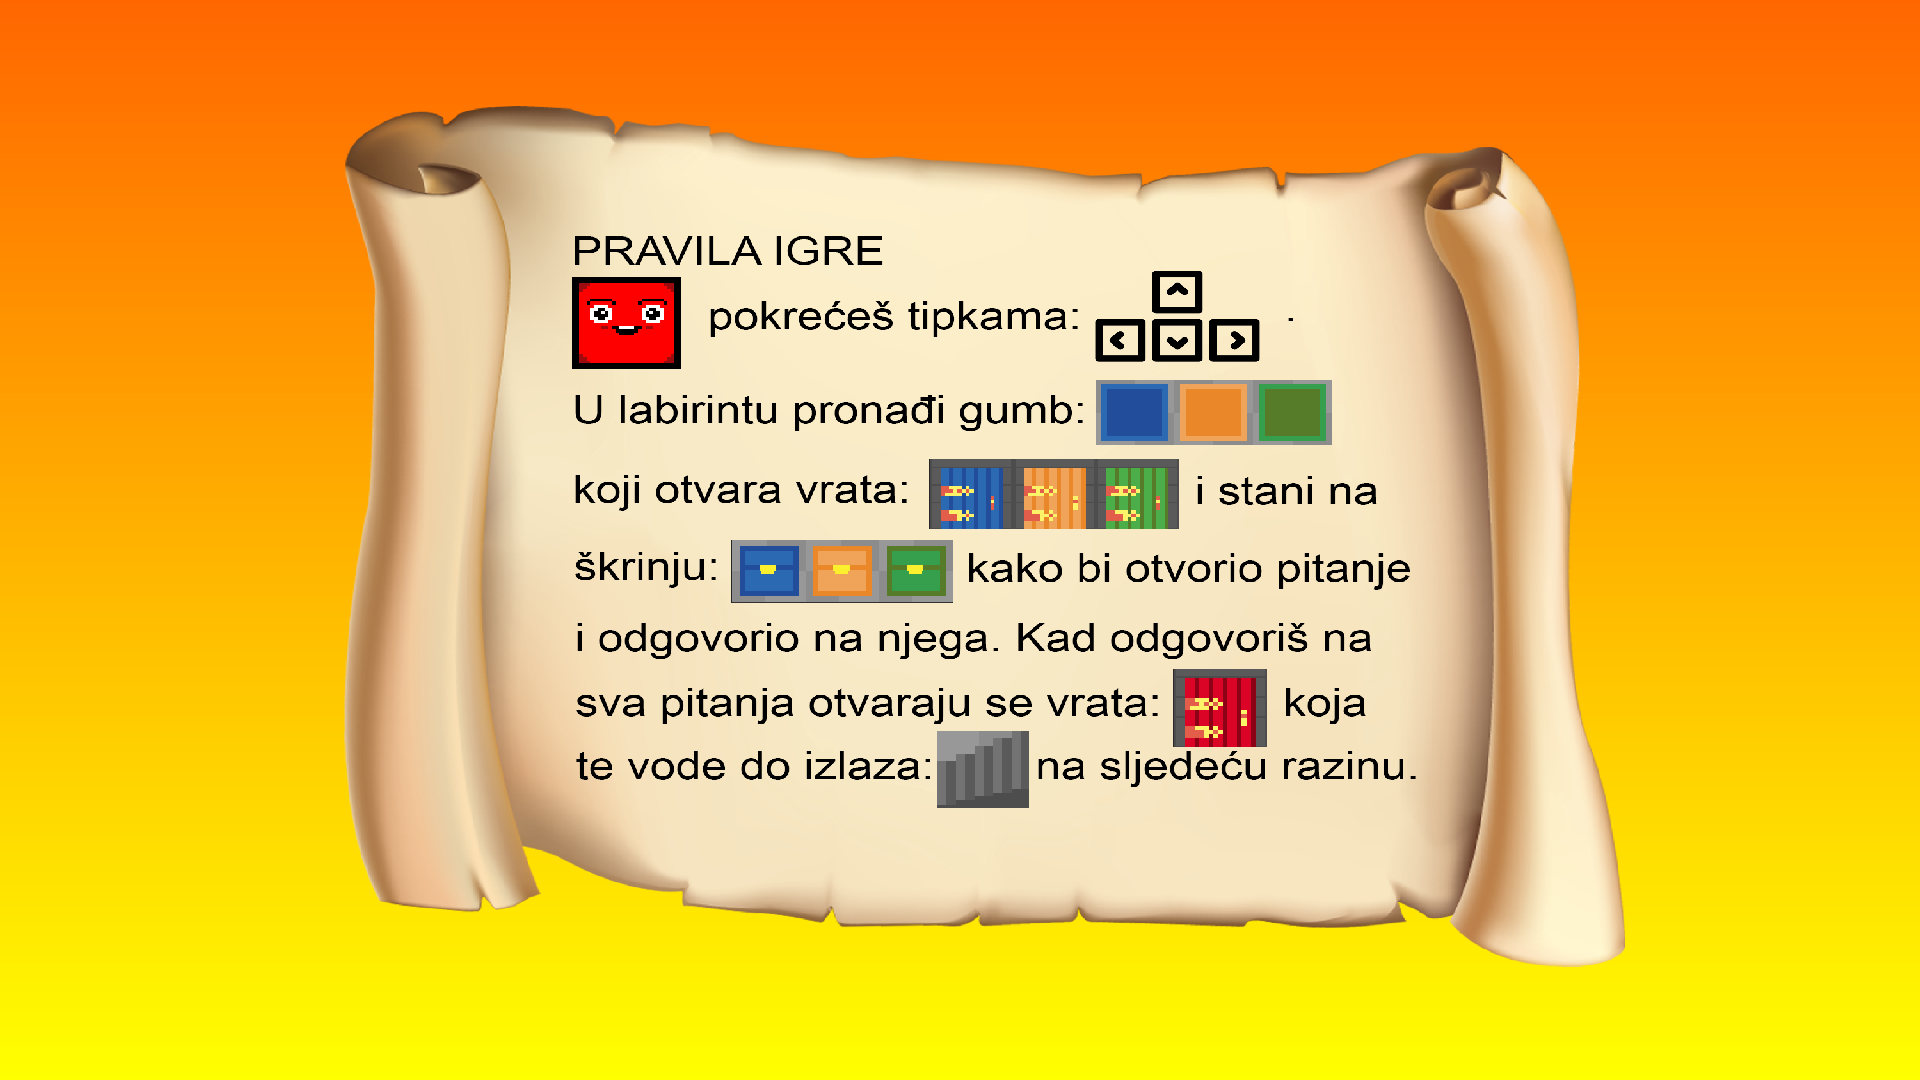 PRAVILA IGRE
pokrećeš tipkama: .
U labirintu pronađi gumb:
koji otvara vrata: i stani na
škrinju: kako bi otvorio pitanje
i odgovorio na njega. Kad odgovoriš na
sva pitanja otvaraju se vrata: koja
te vode do izlaza: na sljedeću razinu.